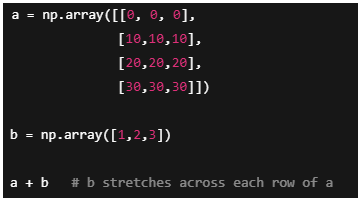 a = np.array([[0, 0, 0],
[10,10,10],
[20,20,20],
[30,30,30]])
b = np.array([1,2,3])
a + b # b stretches across each row of a